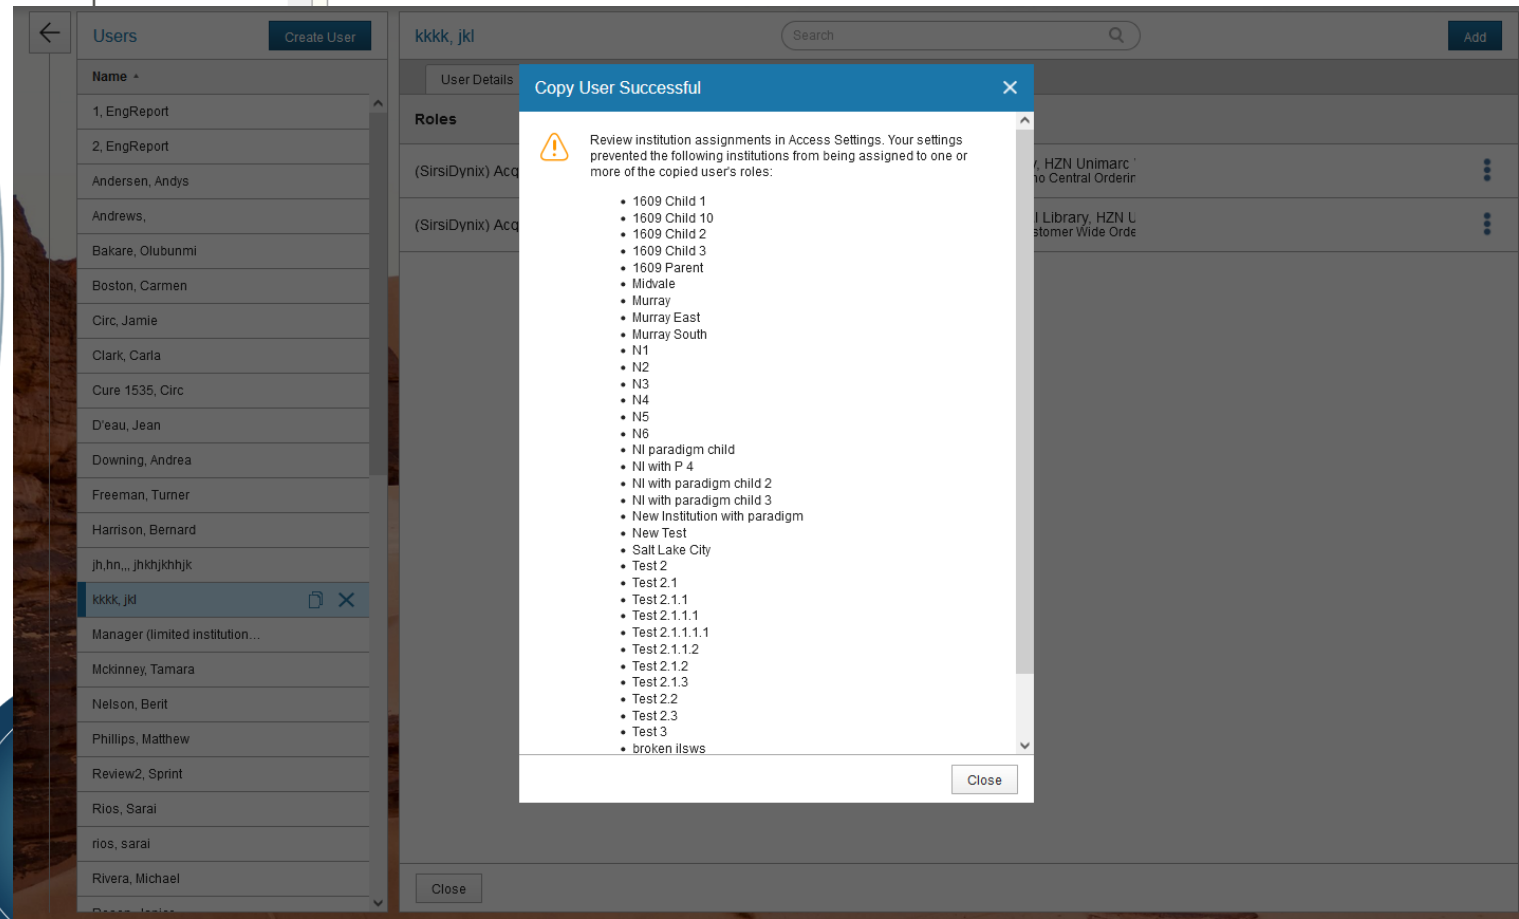 Users
Create User
kkkk, jkl
Search
Add
Name
User Details
1, EngReport
2, EngReport
Andersen, Andys
Andrews,
Bakare, Olubunmi
Boston, Carmen
Circ, Jamie
Clark, Carla
Cure 1535, Circ
D'eau, Jean
Downing, Andrea
Freeman, Turner
Harrison, Bernard
jh,hn,,, jhkhjkhhjk
kkkk, jkl
Manager (limited institution...
Mckinney, Tamara
Nelson, Berit
Phillips, Matthew
Review2, Sprint
Rios, Sarai
rios, sarai
Rivera, Michael
Roles
(SirsiDynix) Acq
, HZN Unimarc
no Central Orderin
(SirsiDynix) Acq
l Library, HZN U
stomer Wide Orde
Copy User Successful
Review institution assignments in Access Settings. Your settings
prevented the following institutions from being assigned to one or
more of the copied user's roles:
• 1609 Child 1
• 1609 Child 10
• 1609 Child 2
• 1609 Child 3
• 1609 Parent
• Midvale
• Murray
• Murray East
• Murray South
• N1
• N2
• N3
• N4
• N5
• N6
• NI paradigm child
• NI with P 4
• NI with paradigm child 2
• NI with paradigm child 3
• New Institution with paradigm
• New Test
• Salt Lake City
• Test 2
• Test 2.1
• Test 2.1.1
• Test 2.1.1.1
• Test 2.1.1.1.1
• Test 2.1.1.2
• Test 2.1.2
• Test 2.1.3
• Test 2.2
• Test 2.3
• Test 3
• broken ilsws
Close
Close